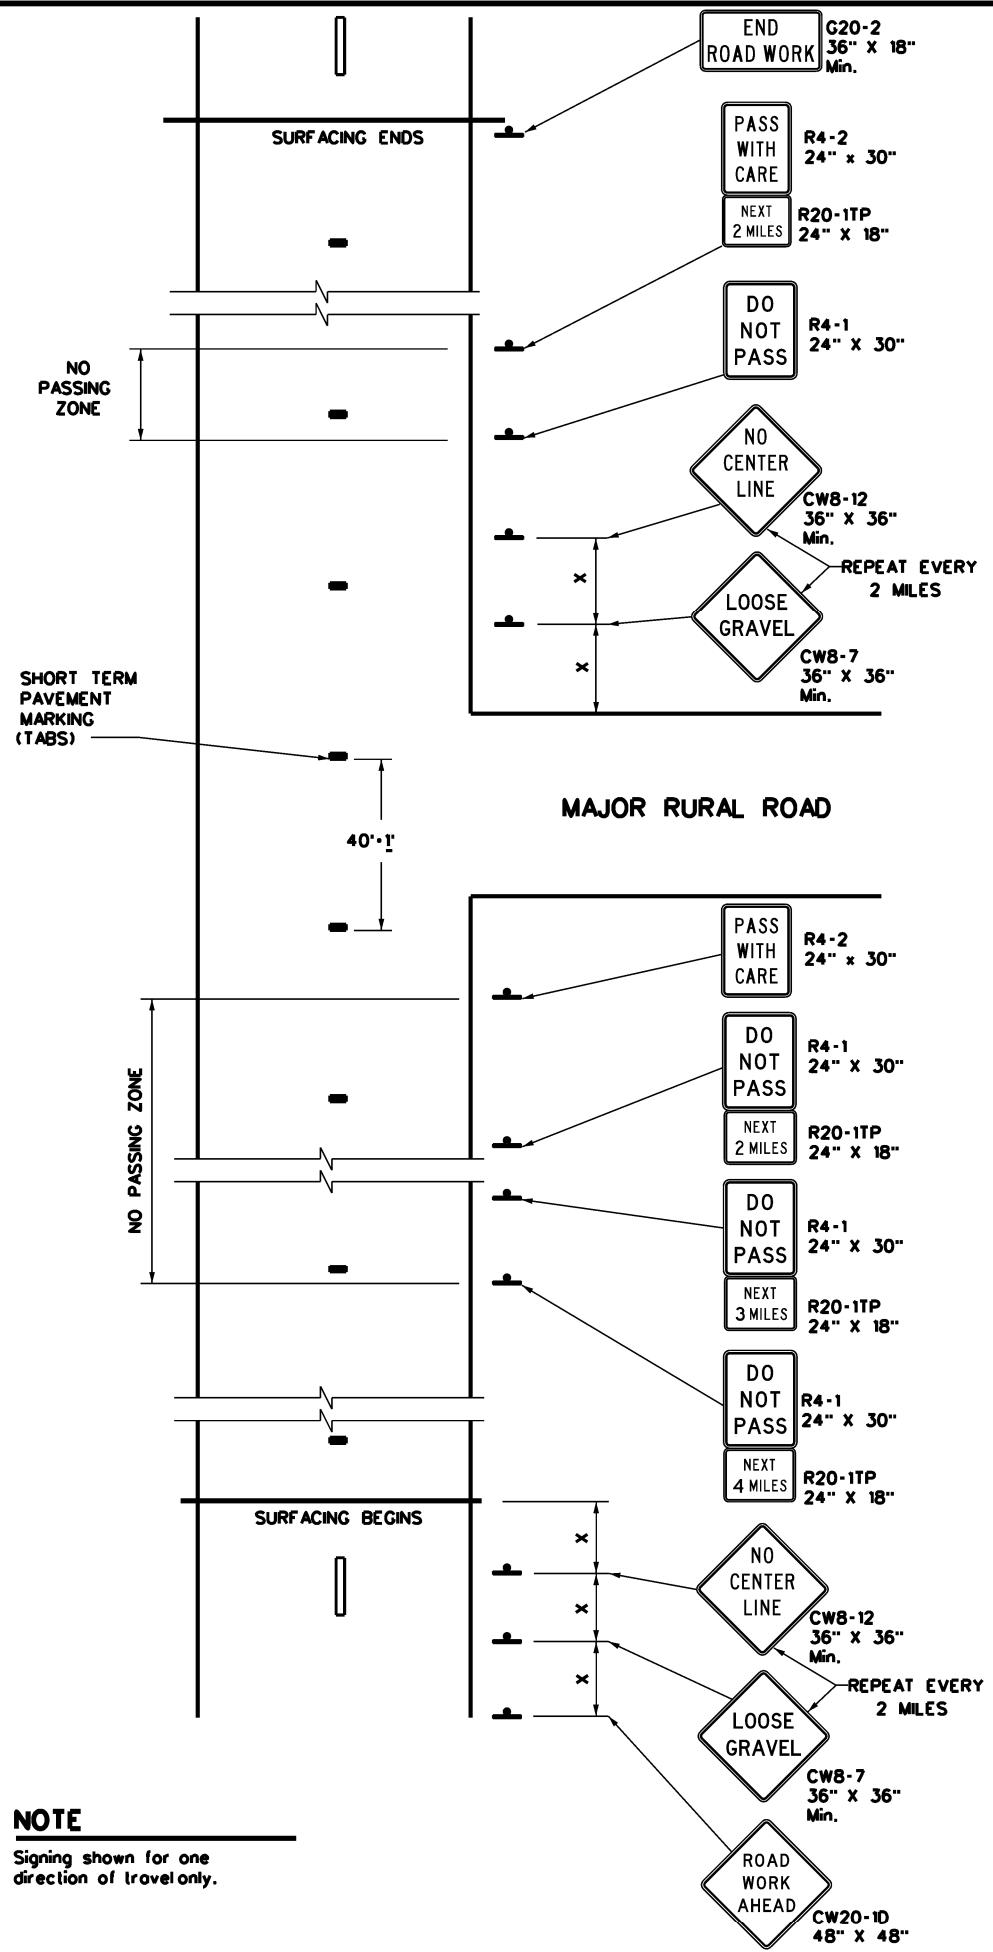 END
ROAD WORK
G20-2
36" X 18"
Min.
SURFACING ENDS
PASS
WITH
CARE
R4-2
24" x 30"
NEXT
2 MILES
R20-1TP
24" X 18"
DO
NOT
PASS
R4-1
24" X 30"
NO
PASSING
ZONE
NO
CENTER
LINE
CW8-12
36" X 36"
Min.
REPEAT EVERY
2 MILES
X
LOOSE
GRAVEL
CW8-7
36" X 36"
Min.
X
SHORT TERM
PAVEMENT
MARKING
(TABS)
MAJOR RURAL ROAD
40'·1'
PASS
WITH
CARE
R4-2
24" x 30"
DO
NOT
PASS
R4-1
24" X 30"
NEXT
2 MILES
R20-1TP
24" X 18"
NO PASSING ZONE
DO
NOT
PASS
R4-1
24" X 30"
NEXT
3 MILES
R20-1TP
24" X 18"
DO
NOT
PASS
R4-1
24" X 30"
NEXT
4 MILES
R20-1TP
24" X 18"
SURFACING BEGINS
X
NO
CENTER
LINE
CW8-12
36" X 36"
Min.
X
REPEAT EVERY
2 MILES
X
LOOSE
GRAVEL
CW8-7
36" X 36"
Min.
NOTE
Signing shown for one
direction of travel only.
ROAD
WORK
AHEAD
CW20-1D
48" X 48"